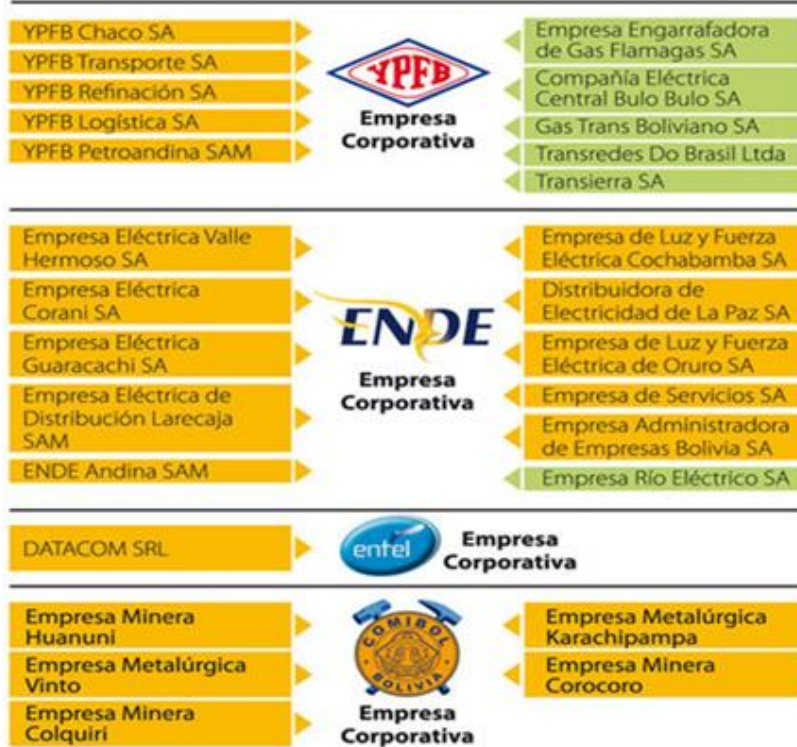 YPFB Chaco SA
YPFB Transporte SA
YPFB Refinación SA
YPFB Logística SA
YPFB Petroandina SAM
YPFB
Empresa
Corporativa
Empresa Engarrafadora
de Gas Flamagas SA
Compañía Eléctrica
Central Bulo Bulo SA
Gas Trans Boliviano SA
Transredes Do Brasil Ltda
Transierra SA
Empresa Eléctrica Valle
Hermoso SA
Empresa Eléctrica
Corani SA
Empresa Eléctrica
Guaracachi SA
Empresa Eléctrica de
Distribución Larecaja
SAM
ENDE Andina SAM
ENDE
Empresa
Corporativa
Empresa de Luz y Fuerza
Eléctrica Cochabamba SA
Distribuidora de
Electricidad de La Paz SA
Empresa de Luz y Fuerza
Eléctrica de Oruro SA
Empresa de Servicios SA
Empresa Administradora
de Empresas Bolivia SA
Empresa Río Eléctrico SA
DATACOM SRL
entel
Empresa
Corporativa
Empresa Minera
Huanuni
Empresa Metalúrgica
Vinto
Empresa Minera
Colquiri
COMIBOL
BOLIVIA
Empresa
Corporativa
Empresa Metalúrgica
Karachipampa
Empresa Minera
Corocoro